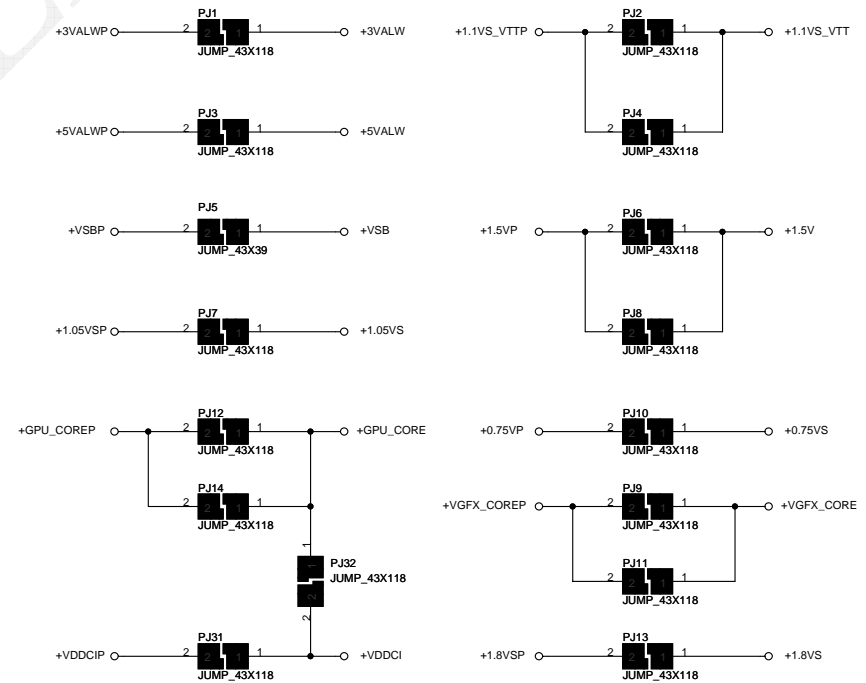 PJ1
+3VALWP 2 2 1 1 +3VALW
JUMP_43X118
PJ2
+1.1VS_VTTP 2 2 1 1 +1.1VS_VTT
JUMP_43X118
PJ3
+5VALWP 2 2 1 1 +5VALW
JUMP_43X118
PJ4
2 2 1 1
JUMP_43X118
PJ5
+VSBP 2 2 1 1 +VSB
JUMP_43X39
PJ6
+1.5VP 2 2 1 1 +1.5V
JUMP_43X118
PJ7
+1.05VSP 2 2 1 1 +1.05VS
JUMP_43X118
PJ8
2 2 1 1
JUMP_43X118
PJ12
+GPU_COREP 2 2 1 1 +GPU_CORE
JUMP_43X118
PJ10
+0.75VP 2 2 1 1 +0.75VS
JUMP_43X118
PJ14
2 2 1 1
JUMP_43X118
PJ9
+VGFX_COREP 2 2 1 1 +VGFX_CORE
JUMP_43X118
1 1 2 2
PJ32
JUMP_43X118
PJ11
2 2 1 1
JUMP_43X118
PJ31
+VDDCIP 2 2 1 1 +VDDCI
JUMP_43X118
PJ13
+1.8VSP 2 2 1 1 +1.8VS
JUMP_43X118